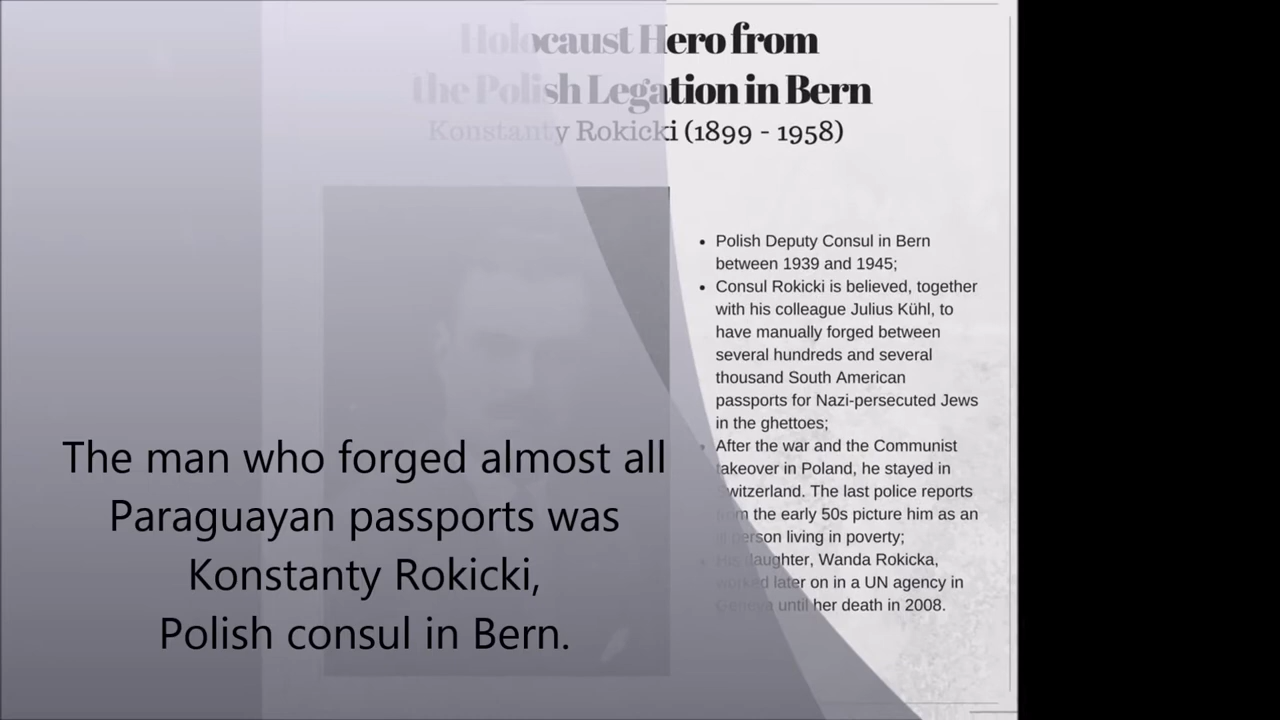 Holocaust Hero from
the Polish Legation in Bern
Konstanty Rokicki (1899 - 1958)
• Polish Deputy Consul in Bern
between 1939 and 1945;
• Consul Rokicki is believed, together
with his colleague Julius Kühl, to
have manually forged between
several hundreds and several
thousand South American
passports for Nazi-persecuted Jews
in the ghettoes;
• After the war and the Communist
takeover in Poland, he stayed in
Switzerland. The last police reports
from the early 50s picture him as an
ill person living in poverty;
• His daughter, Wanda Rokicka,
worked later on in a UN agency in
Geneva until her death in 2008.
The man who forged almost all
Paraguayan passports was
Konstanty Rokicki,
Polish consul in Bern.